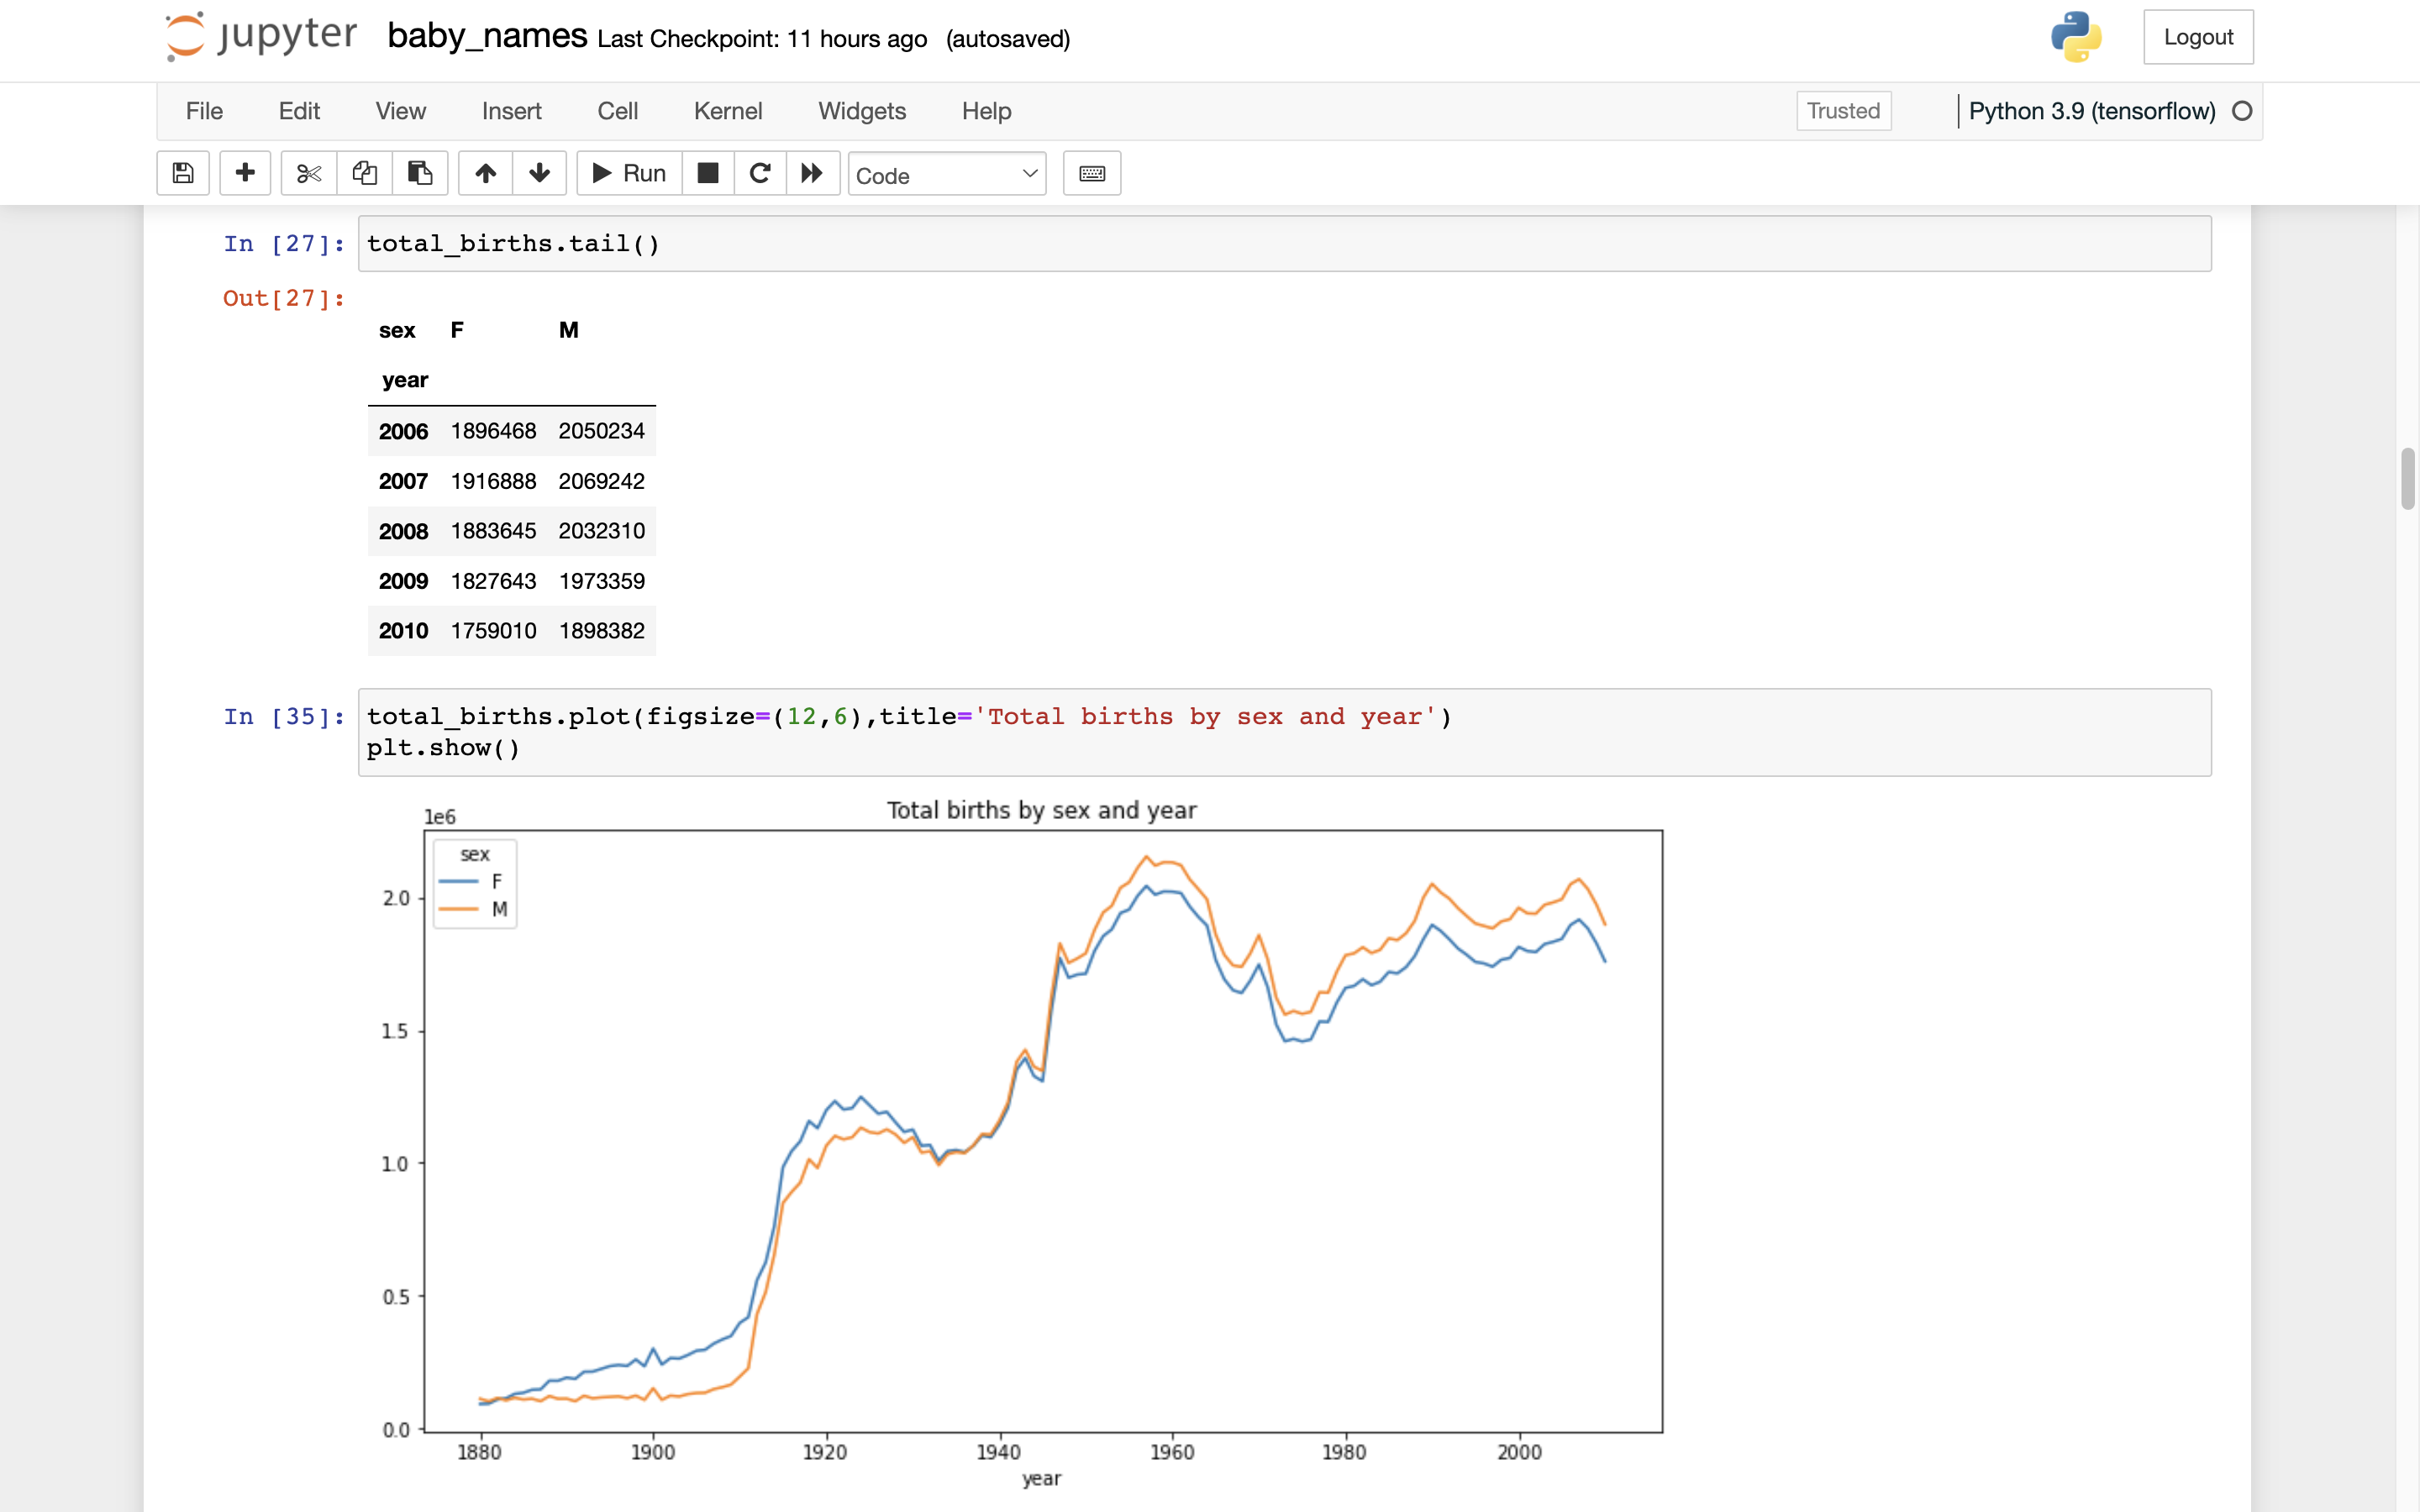 jupyter baby_names Last Checkpoint: 11 hours ago (autosaved) Logout
File Edit View Insert Cell Kernel Widgets Help Trusted Python 3.9 (tensorflow)
Run Code
In [27]: total_births.tail()
Out[27]:
sex F M
year
2006 1896468 2050234
2007 1916888 2069242
2008 1883645 2032310
2009 1827643 1973359
2010 1759010 1898382
In [35]: total_births.plot(figsize=(12,6),title='Total births by sex and year')
plt.show()
Total births by sex and year
1e6
sex
F
M
2.0
1.5
1.0
0.5
0.0
1880 1900 1920 1940 1960 1980 2000
year